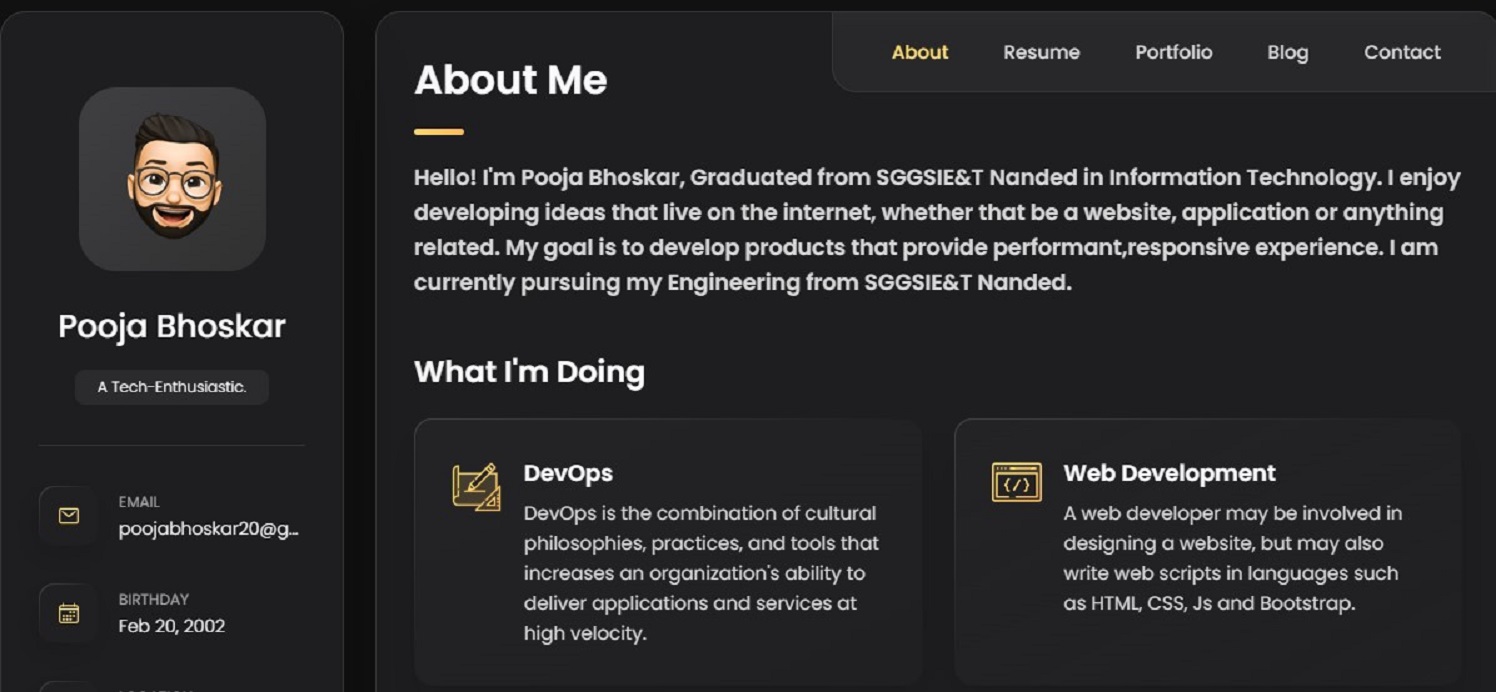 About
Resume
Portfolio
Blog
Contact
Pooja Bhoskar
A Tech-Enthusiastic.
EMAIL
poojabhoskar20@g...
BIRTHDAY
Feb 20, 2002
About Me
Hello! I'm Pooja Bhoskar, Graduated from SGGSIE&T Nanded in Information Technology. I enjoy
developing ideas that live on the internet, whether that be a website, application or anything
related. My goal is to develop products that provide performant,responsive experience. I am
currently pursuing my Engineering from SGGSIE&T Nanded.
What I'm Doing
DevOps
DevOps is the combination of cultural
philosophies, practices, and tools that
increases an organization's ability to
deliver applications and services at
high velocity.
Web Development
A web developer may be involved in
designing a website, but may also
write web scripts in languages such
as HTML, CSS, Js and Bootstrap.